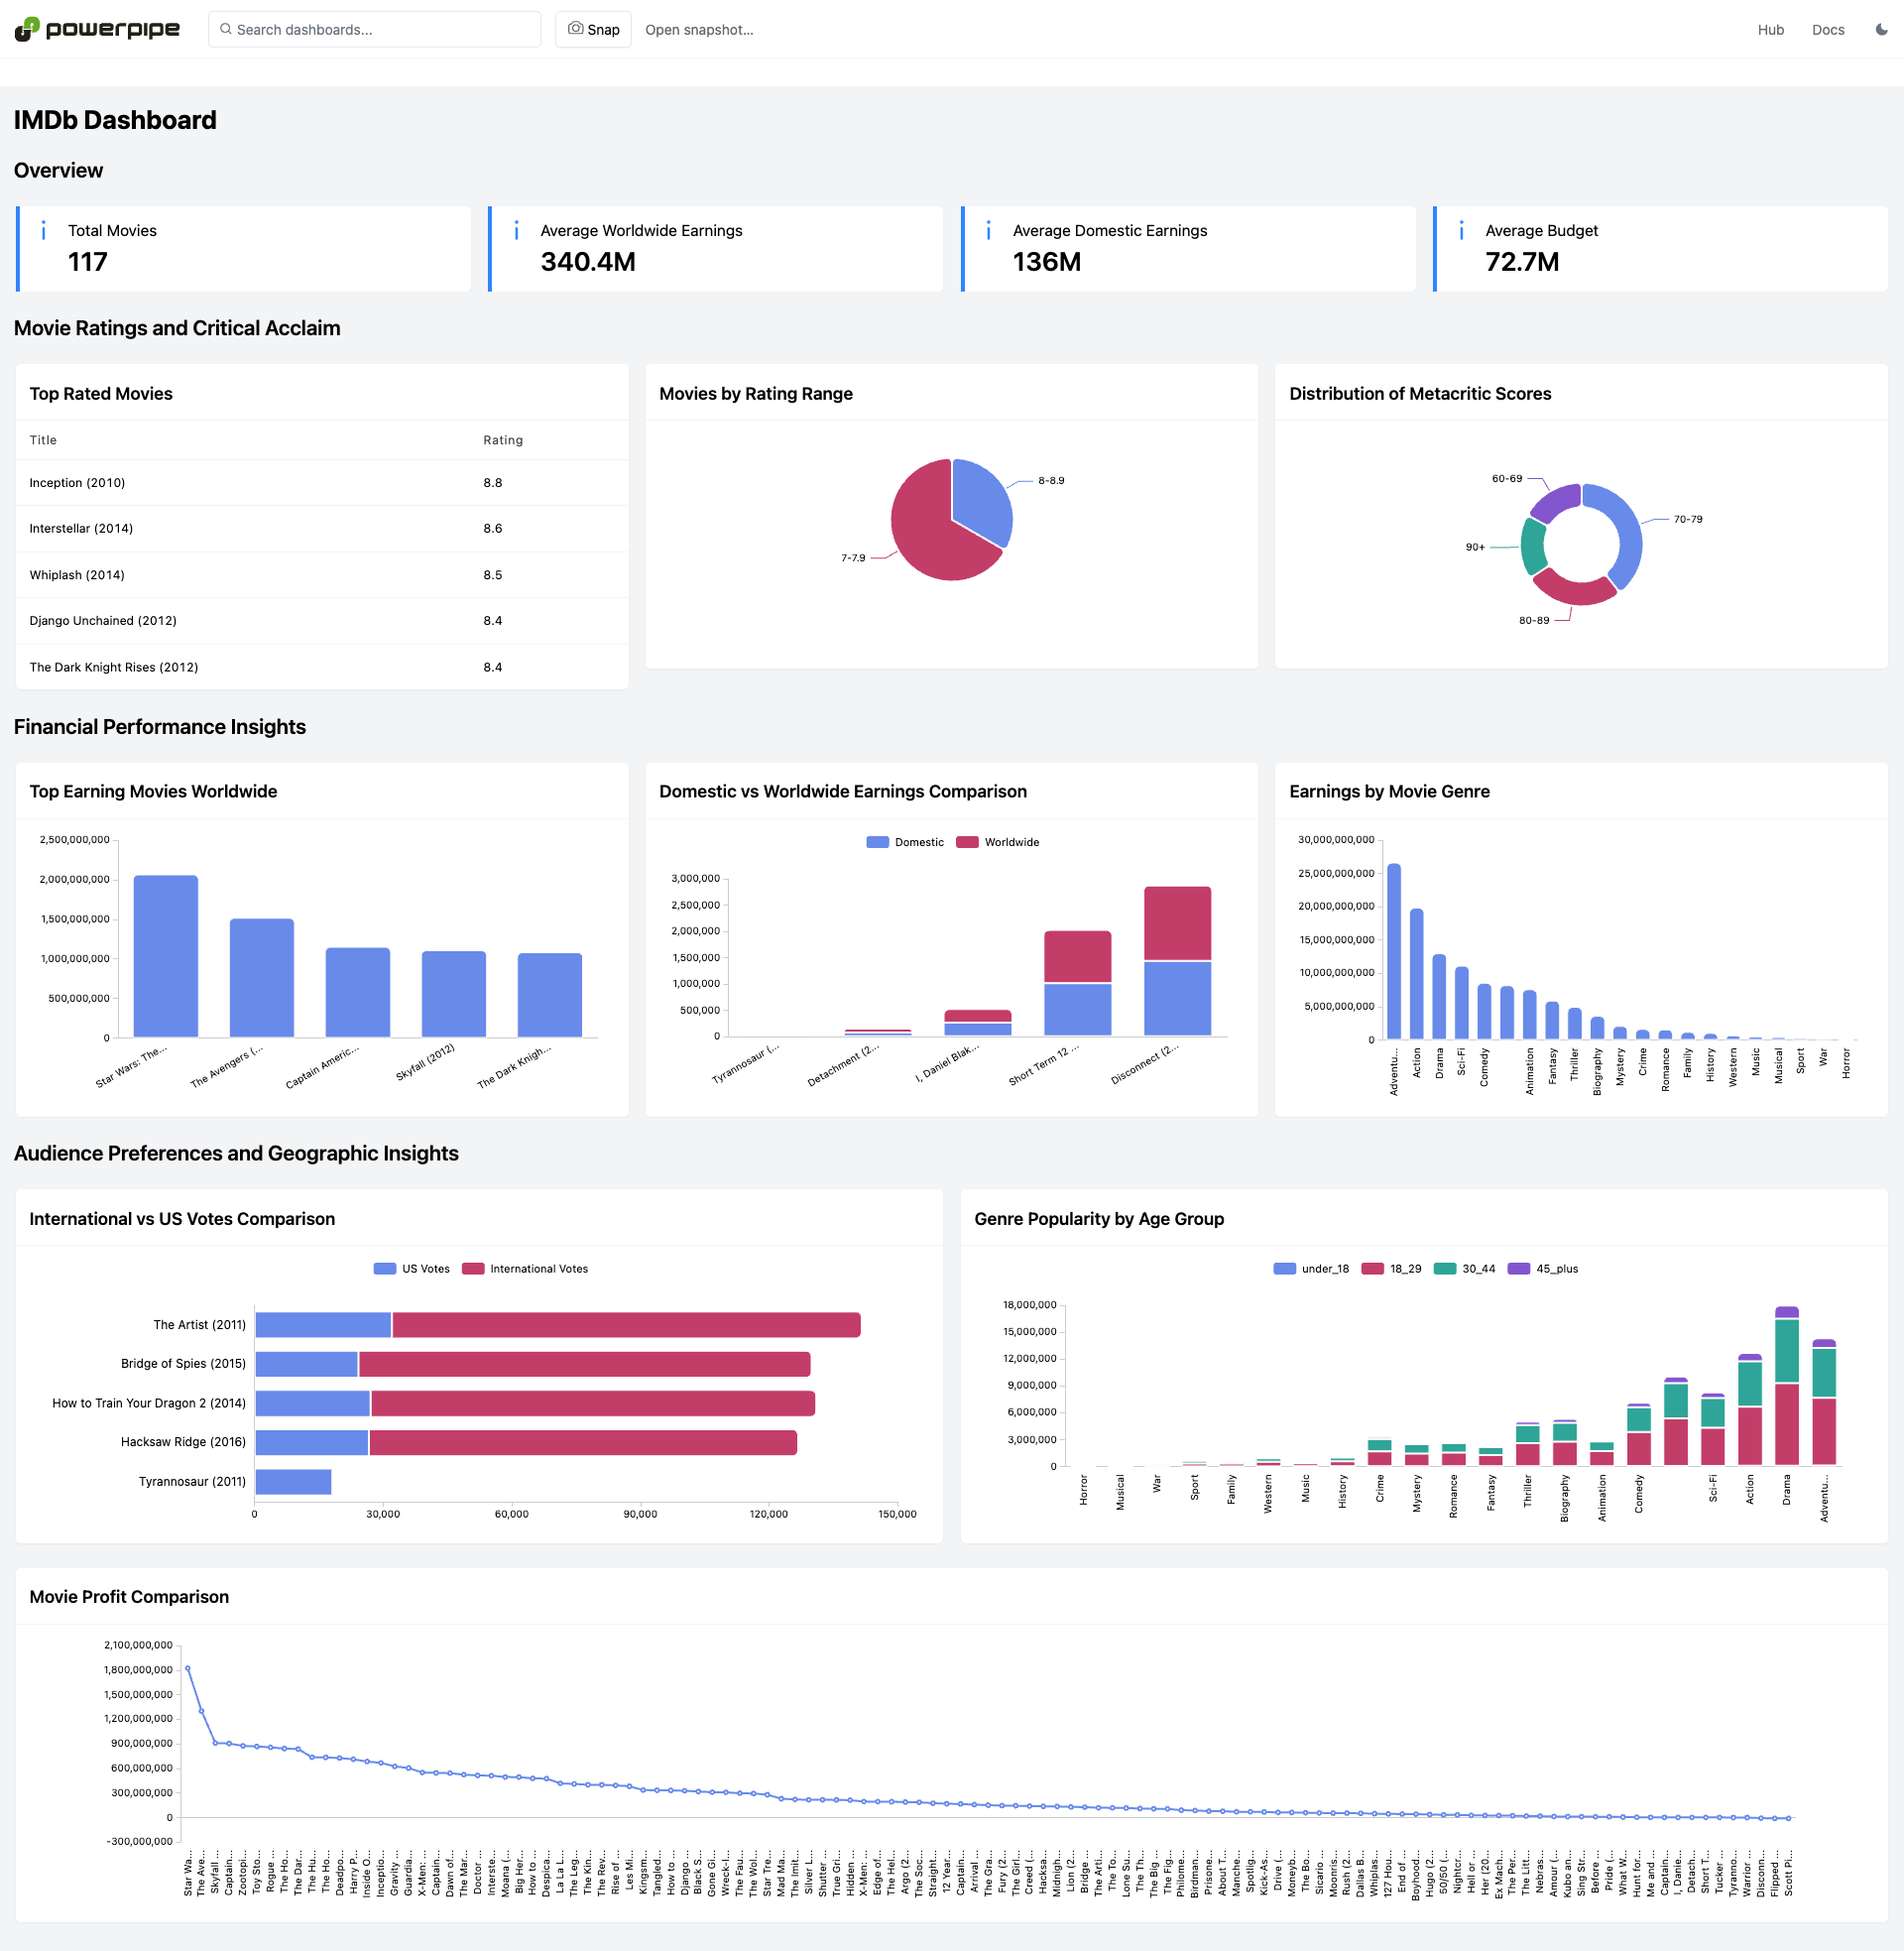 powerpipe
Search dashboards...
Snap
Open snapshot...
Hub
Docs
IMDb Dashboard
Overview
Total Movies
117
Average Worldwide Earnings
340.4M
Average Domestic Earnings
136M
Average Budget
72.7M
Movie Ratings and Critical Acclaim
Top Rated Movies
Title Rating
Inception (2010) 8.8
Interstellar (2014) 8.6
Whiplash (2014) 8.5
Django Unchained (2012) 8.4
The Dark Knight Rises (2012) 8.4
Movies by Rating Range
8-8.9
7-7.9
Distribution of Metacritic Scores
60-69
70-79
90+
80-89
Financial Performance Insights
Top Earning Movies Worldwide
2,500,000,000
2,000,000,000
1,500,000,000
1,000,000,000
500,000,000
0
Star Wars: The...
The Avengers (...
Captain Americ...
Skyfall (2012)
The Dark Knigh...
Domestic vs Worldwide Earnings Comparison
Domestic Worldwide
3,000,000
2,500,000
2,000,000
1,500,000
1,000,000
500,000
0
Tyrannosaur (...
Detachment (2...
I, Daniel Blak...
Short Term 12 ...
Disconnect (2...
Earnings by Movie Genre
30,000,000,000
25,000,000,000
20,000,000,000
15,000,000,000
10,000,000,000
5,000,000,000
0
Adventu...
Action
Drama
Sci-Fi
Comedy
Animation
Fantasy
Thriller
Biography
Mystery
Crime
Romance
Family
History
Western
Music
Musical
Sport
War
Horror
Audience Preferences and Geographic Insights
International vs US Votes Comparison
US Votes International Votes
The Artist (2011)
Bridge of Spies (2015)
How to Train Your Dragon 2 (2014)
Hacksaw Ridge (2016)
Tyrannosaur (2011)
0 30,000 60,000 90,000 120,000 150,000
Genre Popularity by Age Group
under_18 18_29 30_44 45_plus
18,000,000
15,000,000
12,000,000
9,000,000
6,000,000
3,000,000
0
Horror
Musical
War
Sport
Family
Western
Music
History
Crime
Mystery
Romance
Fantasy
Thriller
Biography
Animation
Comedy
Sci-Fi
Action
Drama
Adventu...
Movie Profit Comparison
2,100,000,000
1,800,000,000
1,500,000,000
1,200,000,000
900,000,000
600,000,000
300,000,000
0
-300,000,000
Star Wa...
The Ave...
Skyfall ...
Captain...
Zootopi...
Toy Sto...
Rogue ...
The Ho...
The Dar...
The Hu...
The Ho...
Deadpo...
Harry P...
Inside O...
Inceptio...
Gravity ...
Guardia...
X-Men: ...
Captain...
Dawn of...
The Mar...
Doctor ...
Interste...
Moana (...
Big Her...
How to ...
Despica...
La La L...
The Leg...
The Kin...
The Rev...
Rise of ...
Les Mi...
Kingsm...
Tangled...
How to ...
Django ...
Black S...
Gone Gi...
Wreck-I...
The Fau...
The Wol...
Star Tre...
Mad Ma...
The Imit...
Silver L...
Shutter ...
True Gri...
Hidden ...
X-Men: ...
Edge of...
The Hel...
Argo (2...
The Soc...
Straight...
12 Year...
Captain...
Arrival ...
The Gra...
Fury (2...
The Girl...
Creed (...
Hacksa...
Midnigh...
Lion (2...
Bridge ...
The Arti...
The To...
Lone Su...
The Th...
The Big ...
The Fig...
Philome...
Birdman...
Prisone...
About T...
Manche...
Spotlig...
Kick-As...
Drive (...
Moneyb...
The Bo...
Sicario ...
Moonris...
Rush (2...
Dallas B...
Whiplas...
127 Hou...
End of ...
Boyhood...
Hugo (2...
50/50 (...
Nightcr...
Hell or ...
Her (20...
Ex Mach...
The Per...
The Litt...
Nebras...
Amour (...
Kubo an...
Sing Str...
Before ...
Pride (...
What W...
Hunt for...
Me and ...
Captain...
I, Danie...
Detach...
Short T...
Tucker ...
Tyranno...
Warrior ...
Disconn...
Flipped ...
Scott Pi...